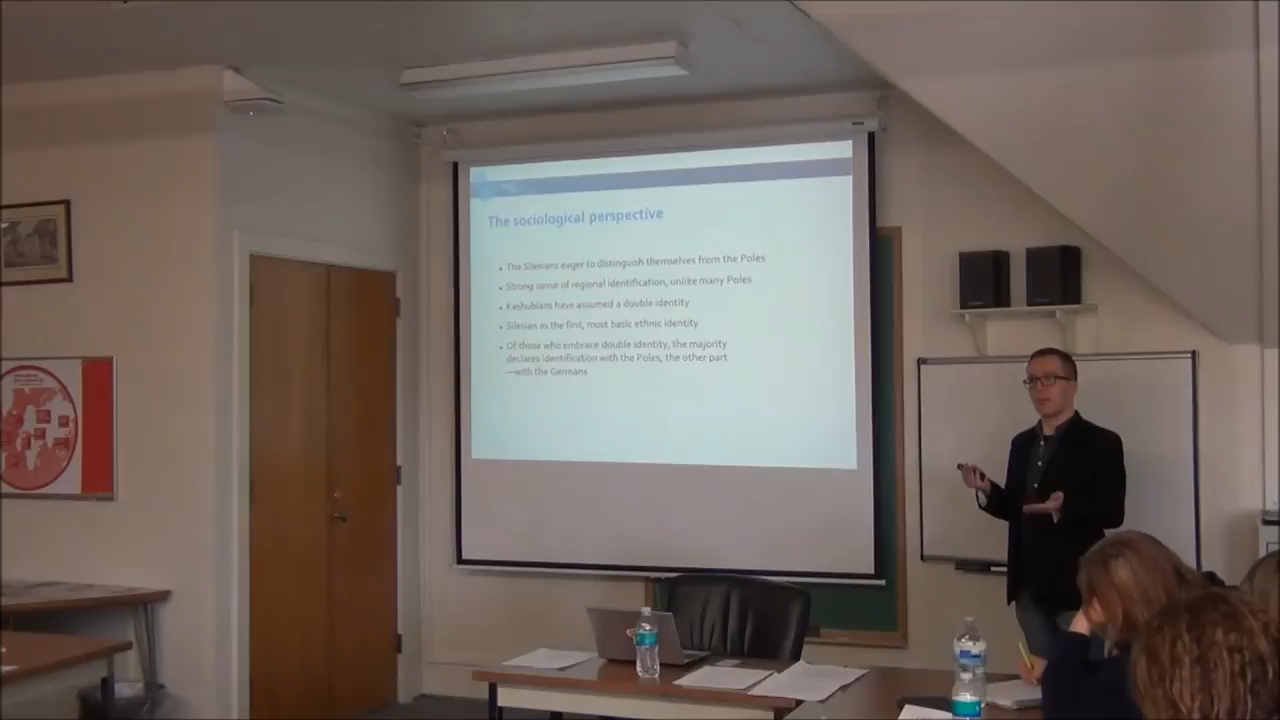 The sociological perspective
• The Silesians eager to distinguish themselves from the Poles
• Strong sense of regional identification, unlike many Poles
• Kashubians have assumed a double identity
• Silesian as the first, most basic ethnic identity
• Of those who embrace double identity, the majority
declares identification with the Poles, the other part
—with the Germans